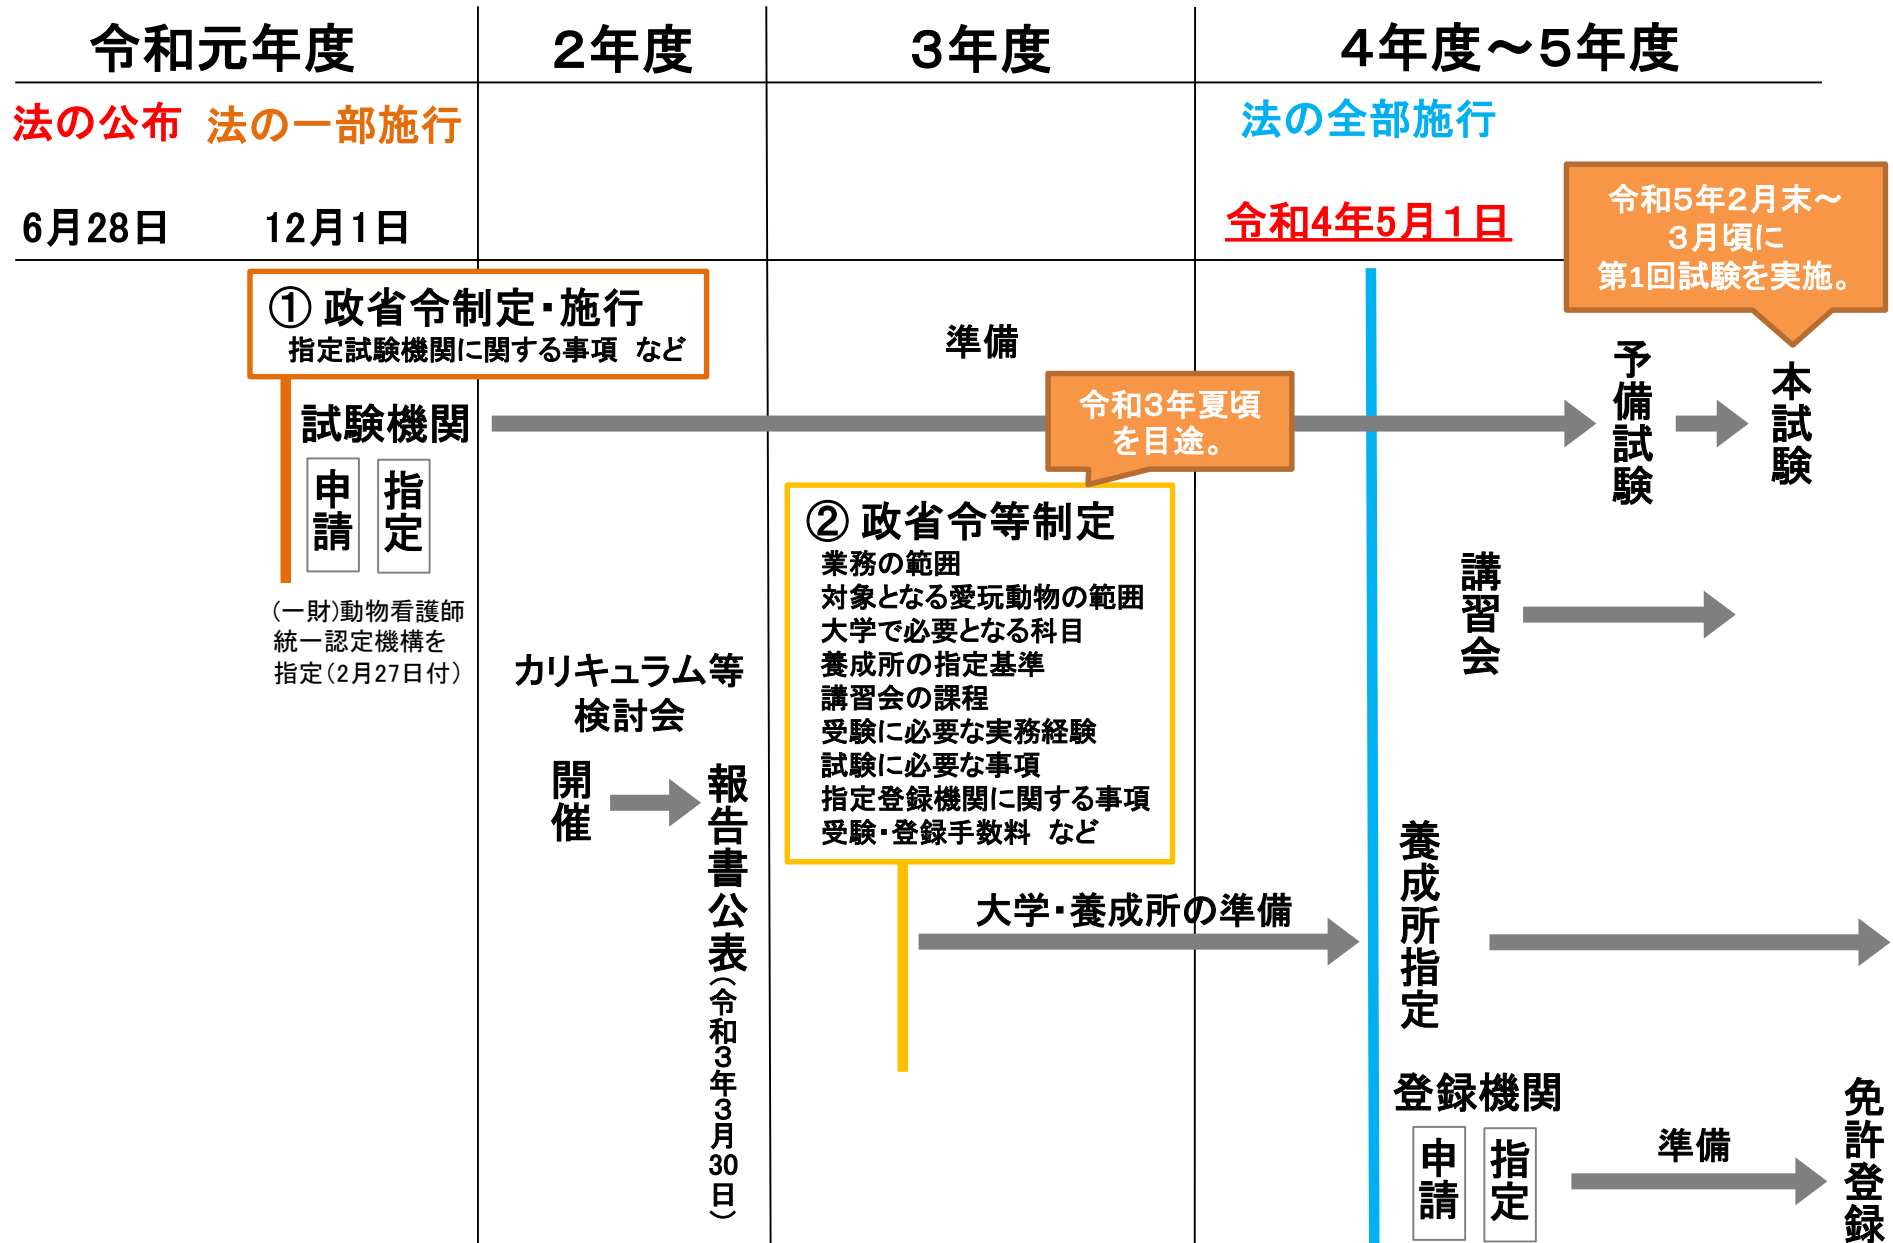 令和元年度
２年度
３年度
４年度～５年度
法の公布
法の一部施行
法の全部施行
6月28日
12月1日
令和4年5月１日
令和５年２月末～
３月頃に
第1回試験を実施。
① 政省令制定・施行
指定試験機関に関する事項　など
準備
試験機関
申請
指定
(一財)動物看護師
統一認定機構を
指定（2月27日付）
令和３年夏頃
を目途。
予備試験
本試験
② 政省令等制定
業務の範囲
対象となる愛玩動物の範囲
大学で必要となる科目
養成所の指定基準
講習会の課程
受験に必要な実務経験
試験に必要な事項
指定登録機関に関する事項
受験・登録手数料　など
講習会
カリキュラム等
検討会
開催
報告書公表（令和３年３月30日）
大学・養成所の準備
養成所指定
登録機関
申請
指定
準備
免許登録